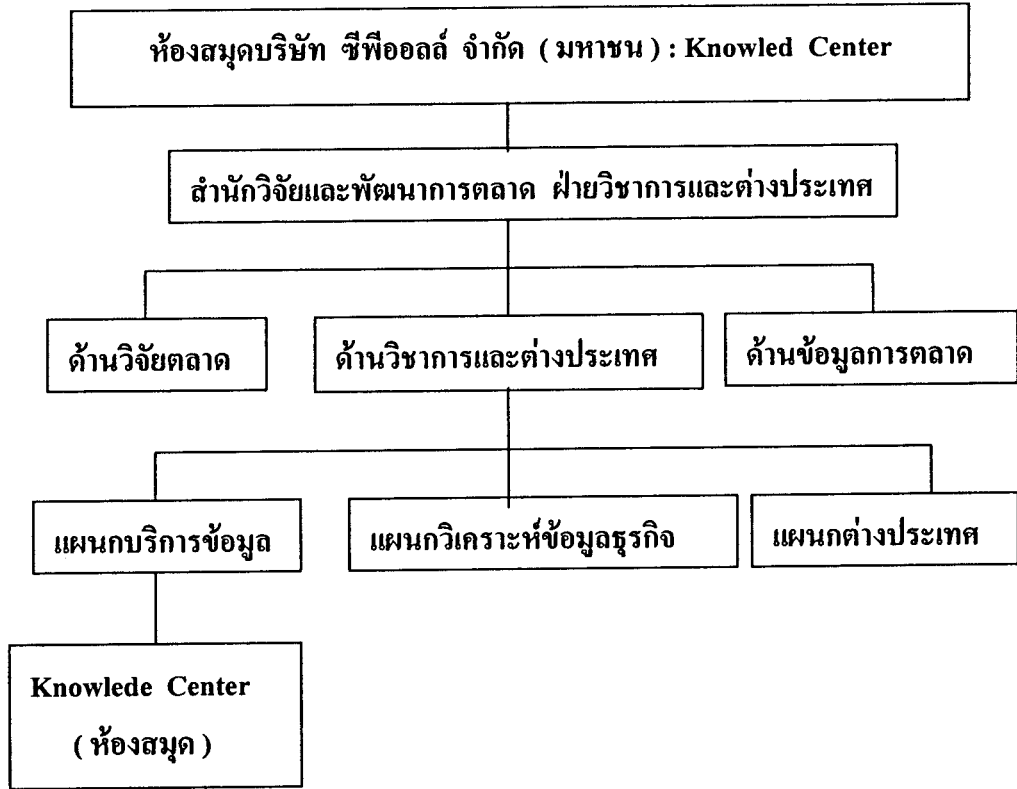 ห้องสมุดบริษัท ซีพีออลล์ จำกัด ( มหาชน ) : Knowled Center
สำนักวิจัยและพัฒนาการตลาด ฝ่ายวิชาการและต่างประเทศ
ด้านวิจัยตลาด
ด้านวิชาการและต่างประเทศ
ด้านข้อมูลการตลาด
แผนกบริการข้อมูล
แผนกวิเคราะห์ข้อมูลธุรกิจ
แผนกต่างประเทศ
Knowlede Center
( ห้องสมุด )